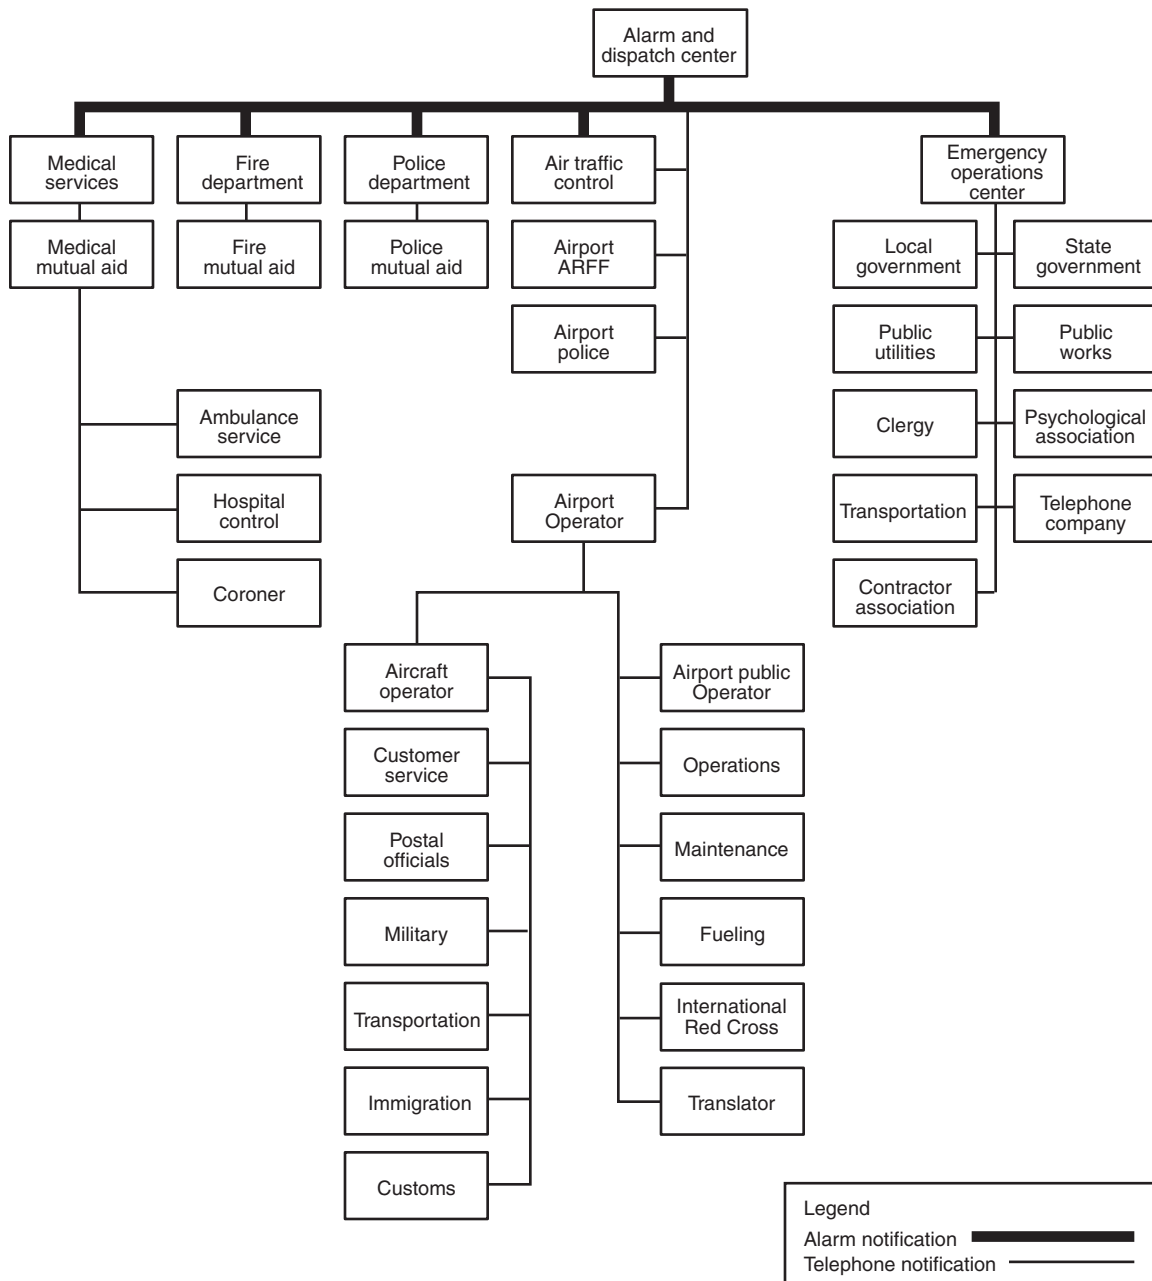 Alarm and
dispatch center
Medical
services
Fire
department
Police
department
Air traffic
control
Emergency
operations
center
Medical
mutual aid
Fire
mutual aid
Police
mutual aid
Airport
ARFF
Local
government
State
government
Airport
police
Public
utilities
Public
works
Ambulance
service
Clergy
Psychological
association
Hospital
control
Airport
Operator
Transportation
Telephone
company
Coroner
Contractor
association
Aircraft
operator
Airport public
Operator
Customer
service
Operations
Postal
officials
Maintenance
Military
Fueling
Transportation
International
Red Cross
Immigration
Translator
Customs
Legend
Alarm notification
Telephone notification